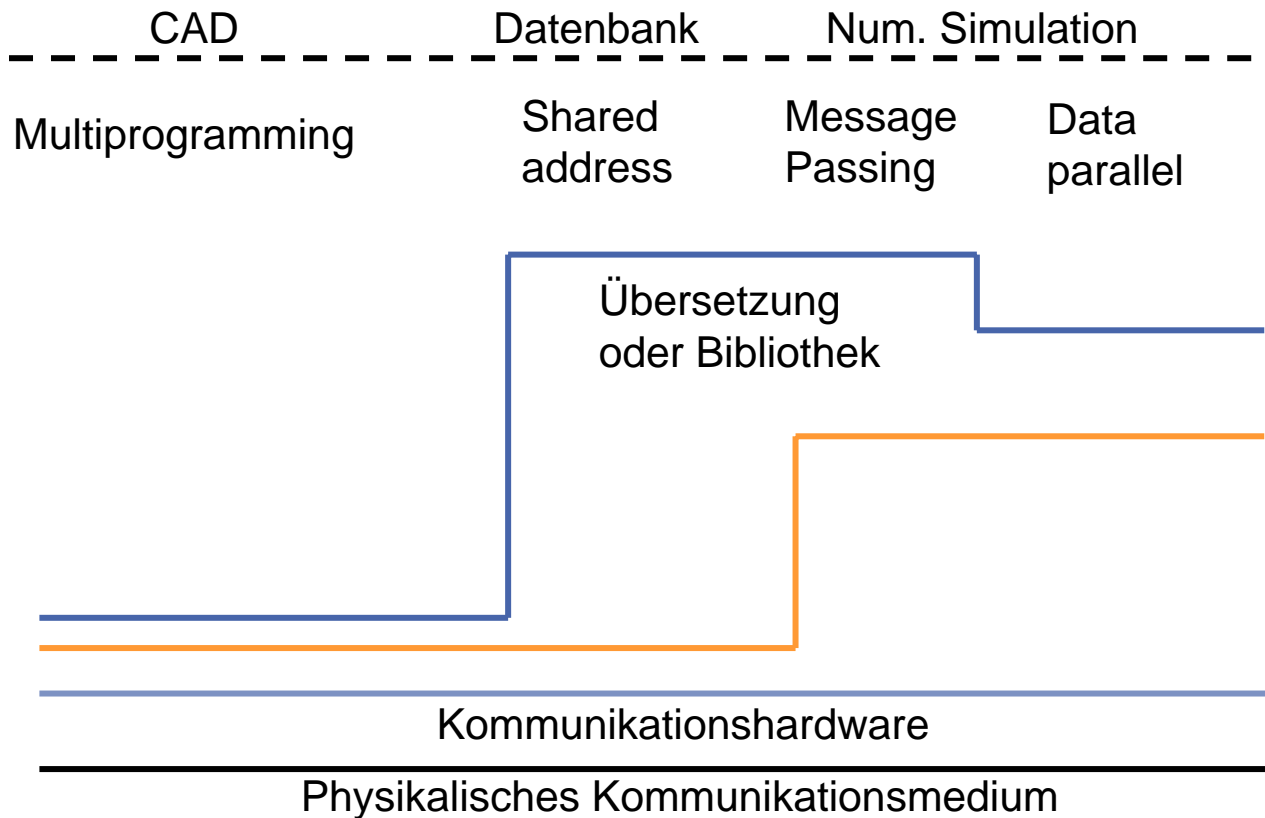 CAD Datenbank Num. Simulation
Multiprogramming
Shared
address
Message
Passing
Data
parallel
Übersetzung
oder Bibliothek
Kommunikationshardware
Physikalisches Kommunikationsmedium